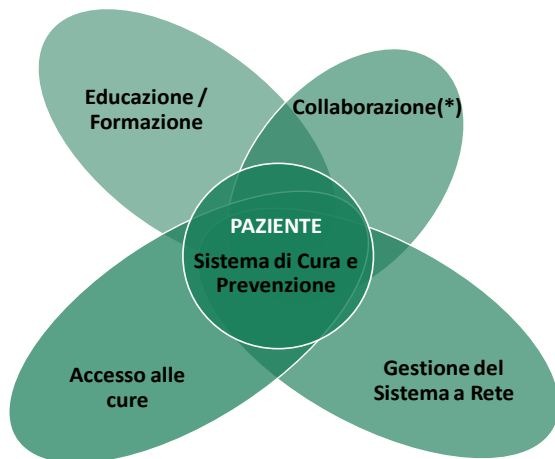 Educazione /
Formazione
Collaborazione(*)
PAZIENTE
Sistema di Cura e
Prevenzione
Accesso alle
cure
Gestione del
Sistema a Rete